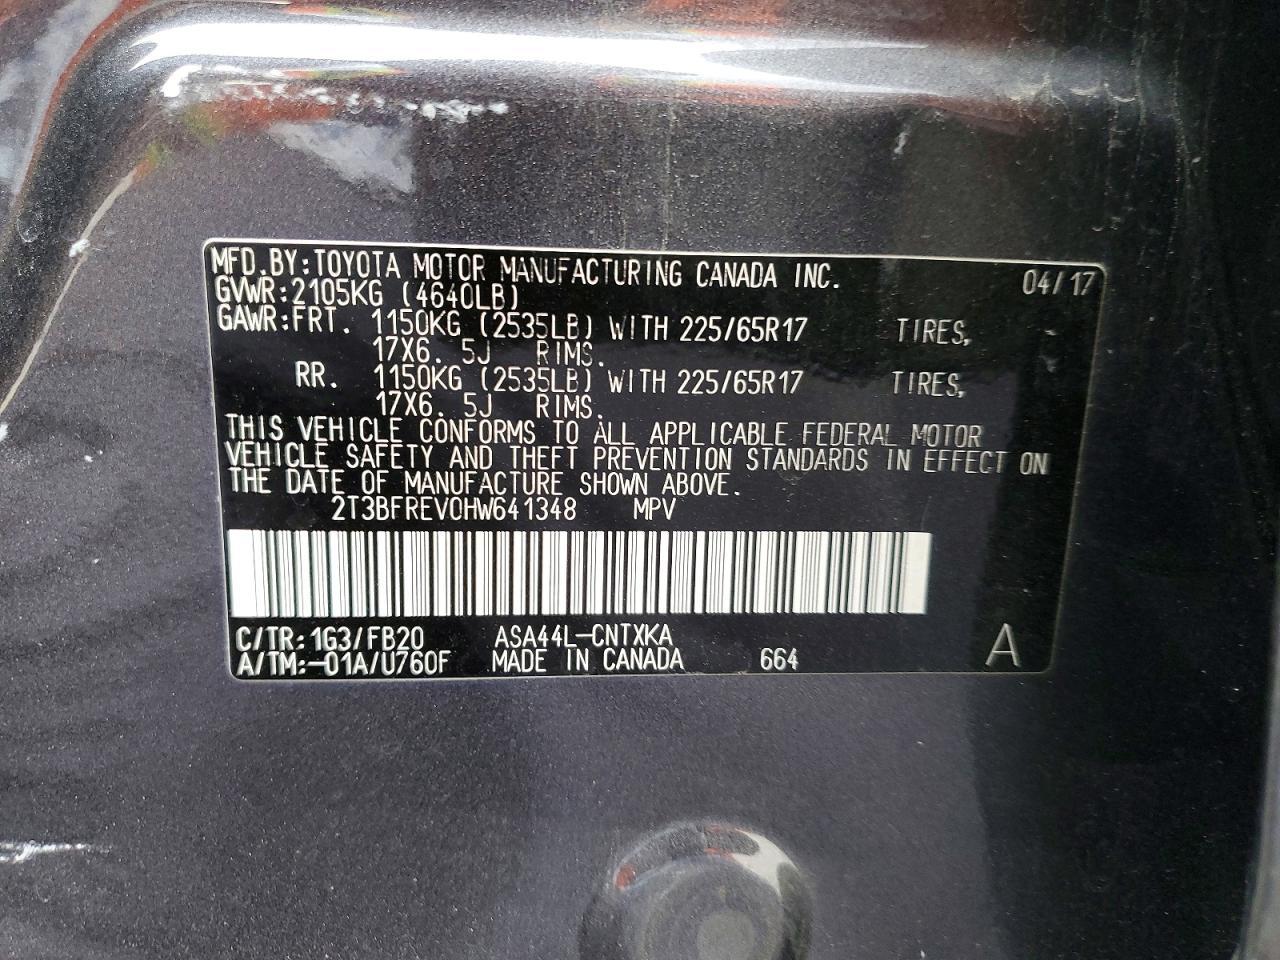 MFD.BY:TOYOTA MOTOR MANUFACTURING CANADA INC. 04/17
GVWR:2105KG (4640LB)
GAWR:FRT. 1150KG (2535LB) WITH 225/65R17 TIRES,
17X6. 5J RIMS.
RR. 1150KG (2535LB) WITH 225/65R17 TIRES,
17X6. 5J RIMS.
THIS VEHICLE CONFORMS TO ALL APPLICABLE FEDERAL MOTOR
VEHICLE SAFETY AND THEFT PREVENTION STANDARDS IN EFFECT ON
THE DATE OF MANUFACTURE SHOWN ABOVE.
2T3BFREV0HW641348 MPV
C/TR:1G3/FB20 ASA44L-CNTXKA A
A/TM:-01A/U760F MADE IN CANADA 664